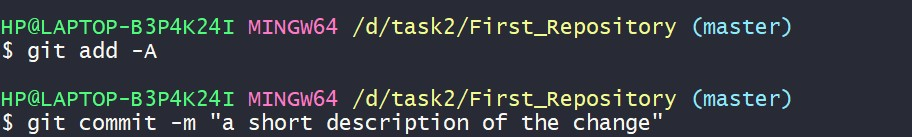 HP@LAPTOP-B3P4K24I MINGW64 /d/task2/First_Repository (master)
$ git add -A
HP@LAPTOP-B3P4K24I MINGW64 /d/task2/First_Repository (master)
$ git commit -m "a short description of the change"